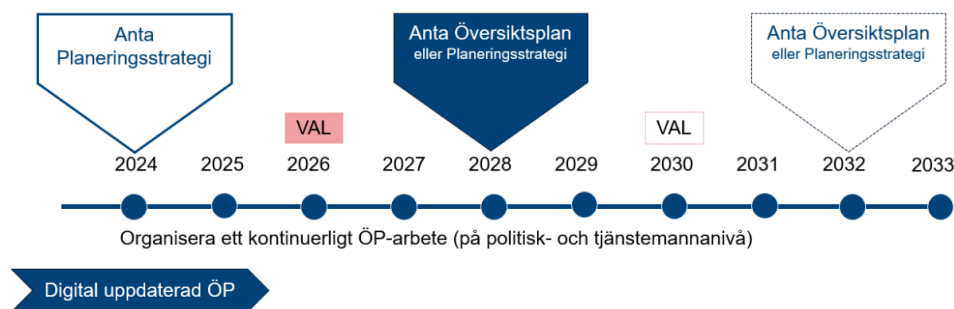 Anta
Planeringsstrategi
Anta Översiktsplan
eller Planeringsstrategi
Anta Översiktsplan
eller Planeringsstrategi
VAL
VAL
2024 2025 2026 2027 2028 2029 2030 2031 2032 2033
Organisera ett kontinuerligt ÖP-arbete (på politisk- och tjänstemannanivå)
Digital uppdaterad ÖP